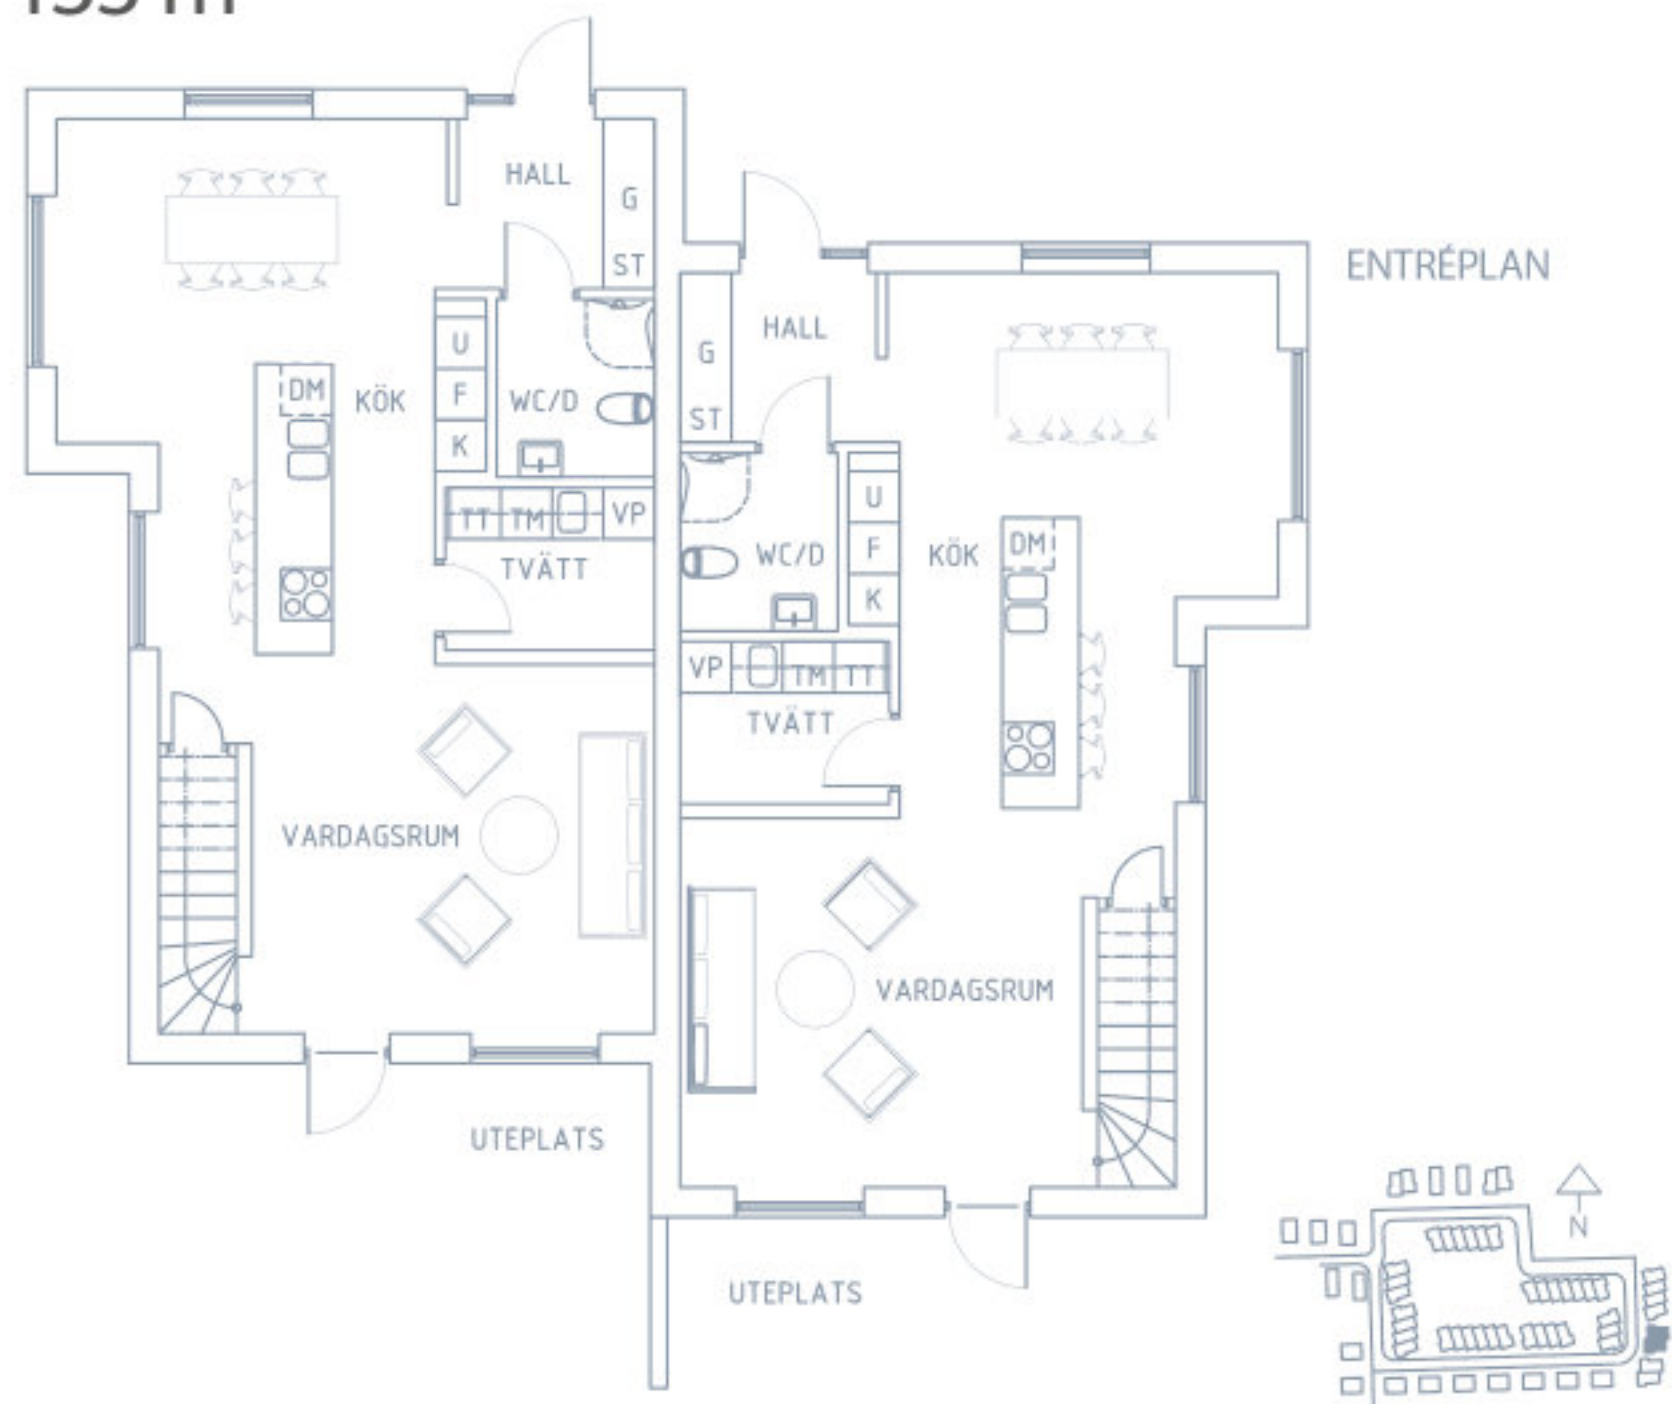 HALL
G
ST
U
F
K
DM
KÖK
WC/D
TT TM VP
TVÄTT
VARDAGSRUM
UTEPLATS
ENTRÉPLAN
HALL
G
ST
WC/D
U
F
K
KÖK
DM
VP TM TT
TVÄTT
VARDAGSRUM
UTEPLATS
N